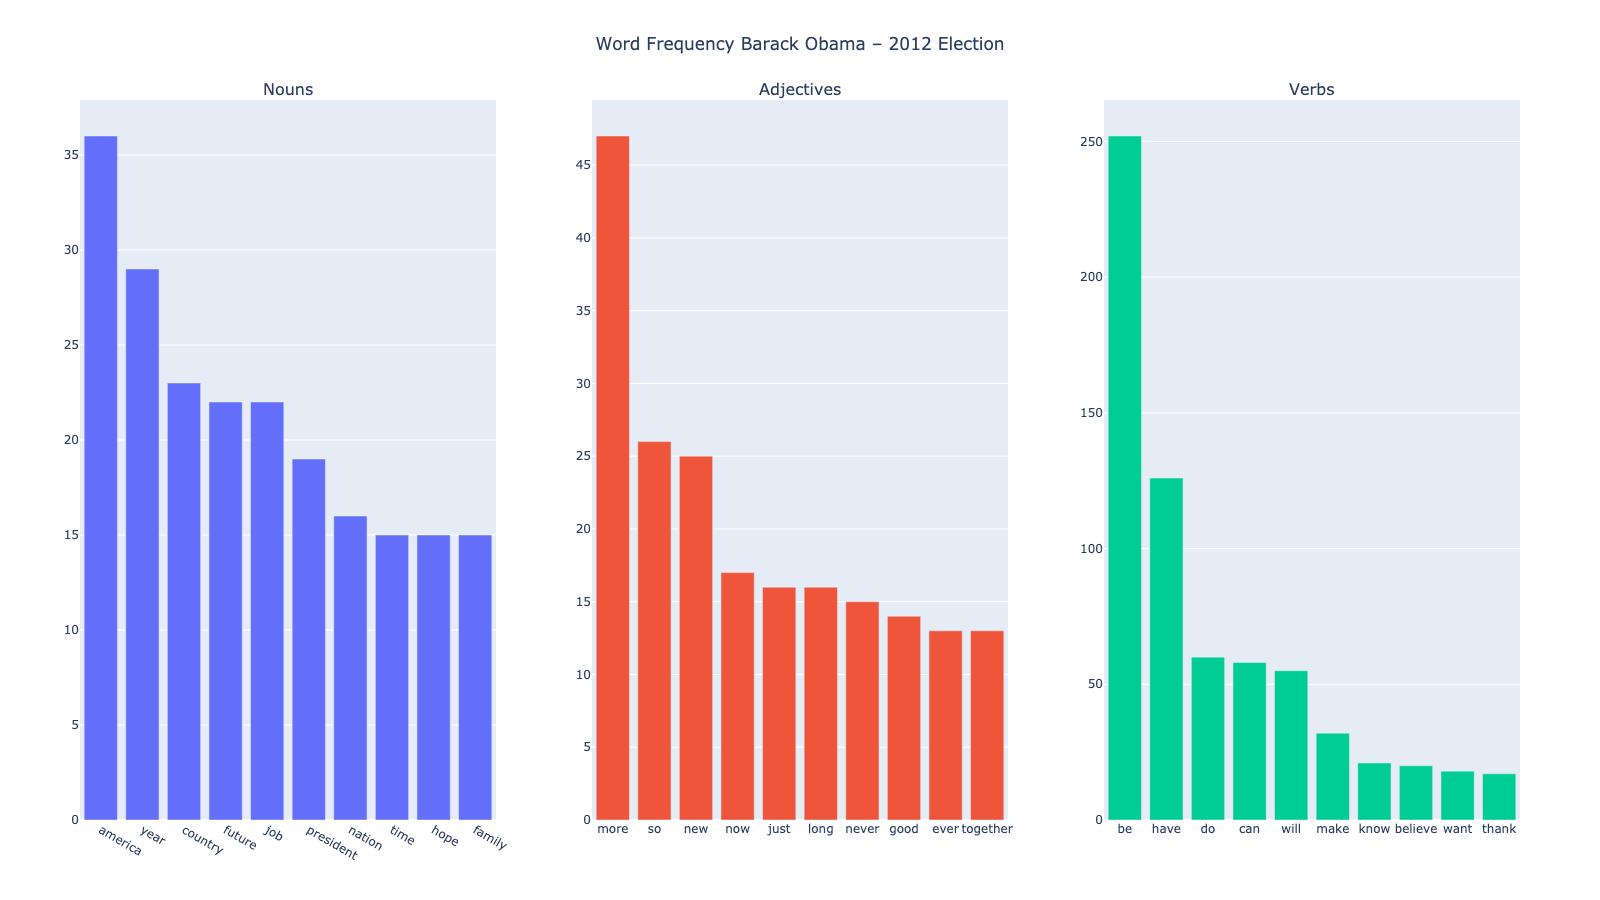 Word Frequency Barack Obama – 2012 Election
Nouns
35
30
25
20
15
10
5
0
america
year
country
future
job
president
nation
time
hope
family
Adjectives
45
40
35
30
25
20
15
10
5
0
more
so
new
now
just
long
never
good
ever
together
Verbs
250
200
150
100
50
0
be
have
do
can
will
make
know
believe
want
thank